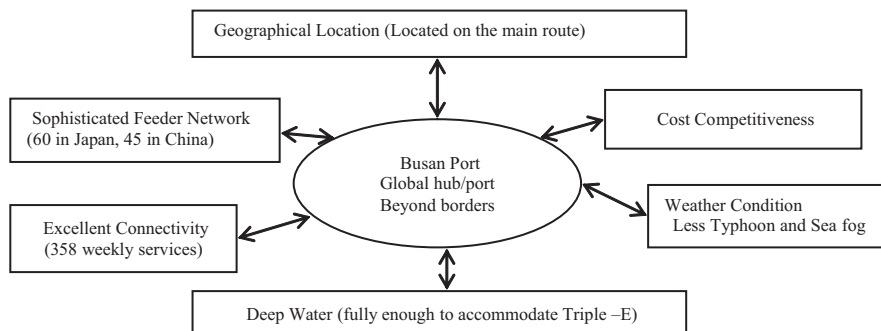 Geographical Location (Located on the main route)
Sophisticated Feeder Network
(60 in Japan, 45 in China)
Cost Competitiveness
Busan Port
Global hub/port
Beyond borders
Excellent Connectivity
(358 weekly services)
Weather Condition
Less Typhoon and Sea fog
Deep Water (fully enough to accommodate Triple –E)